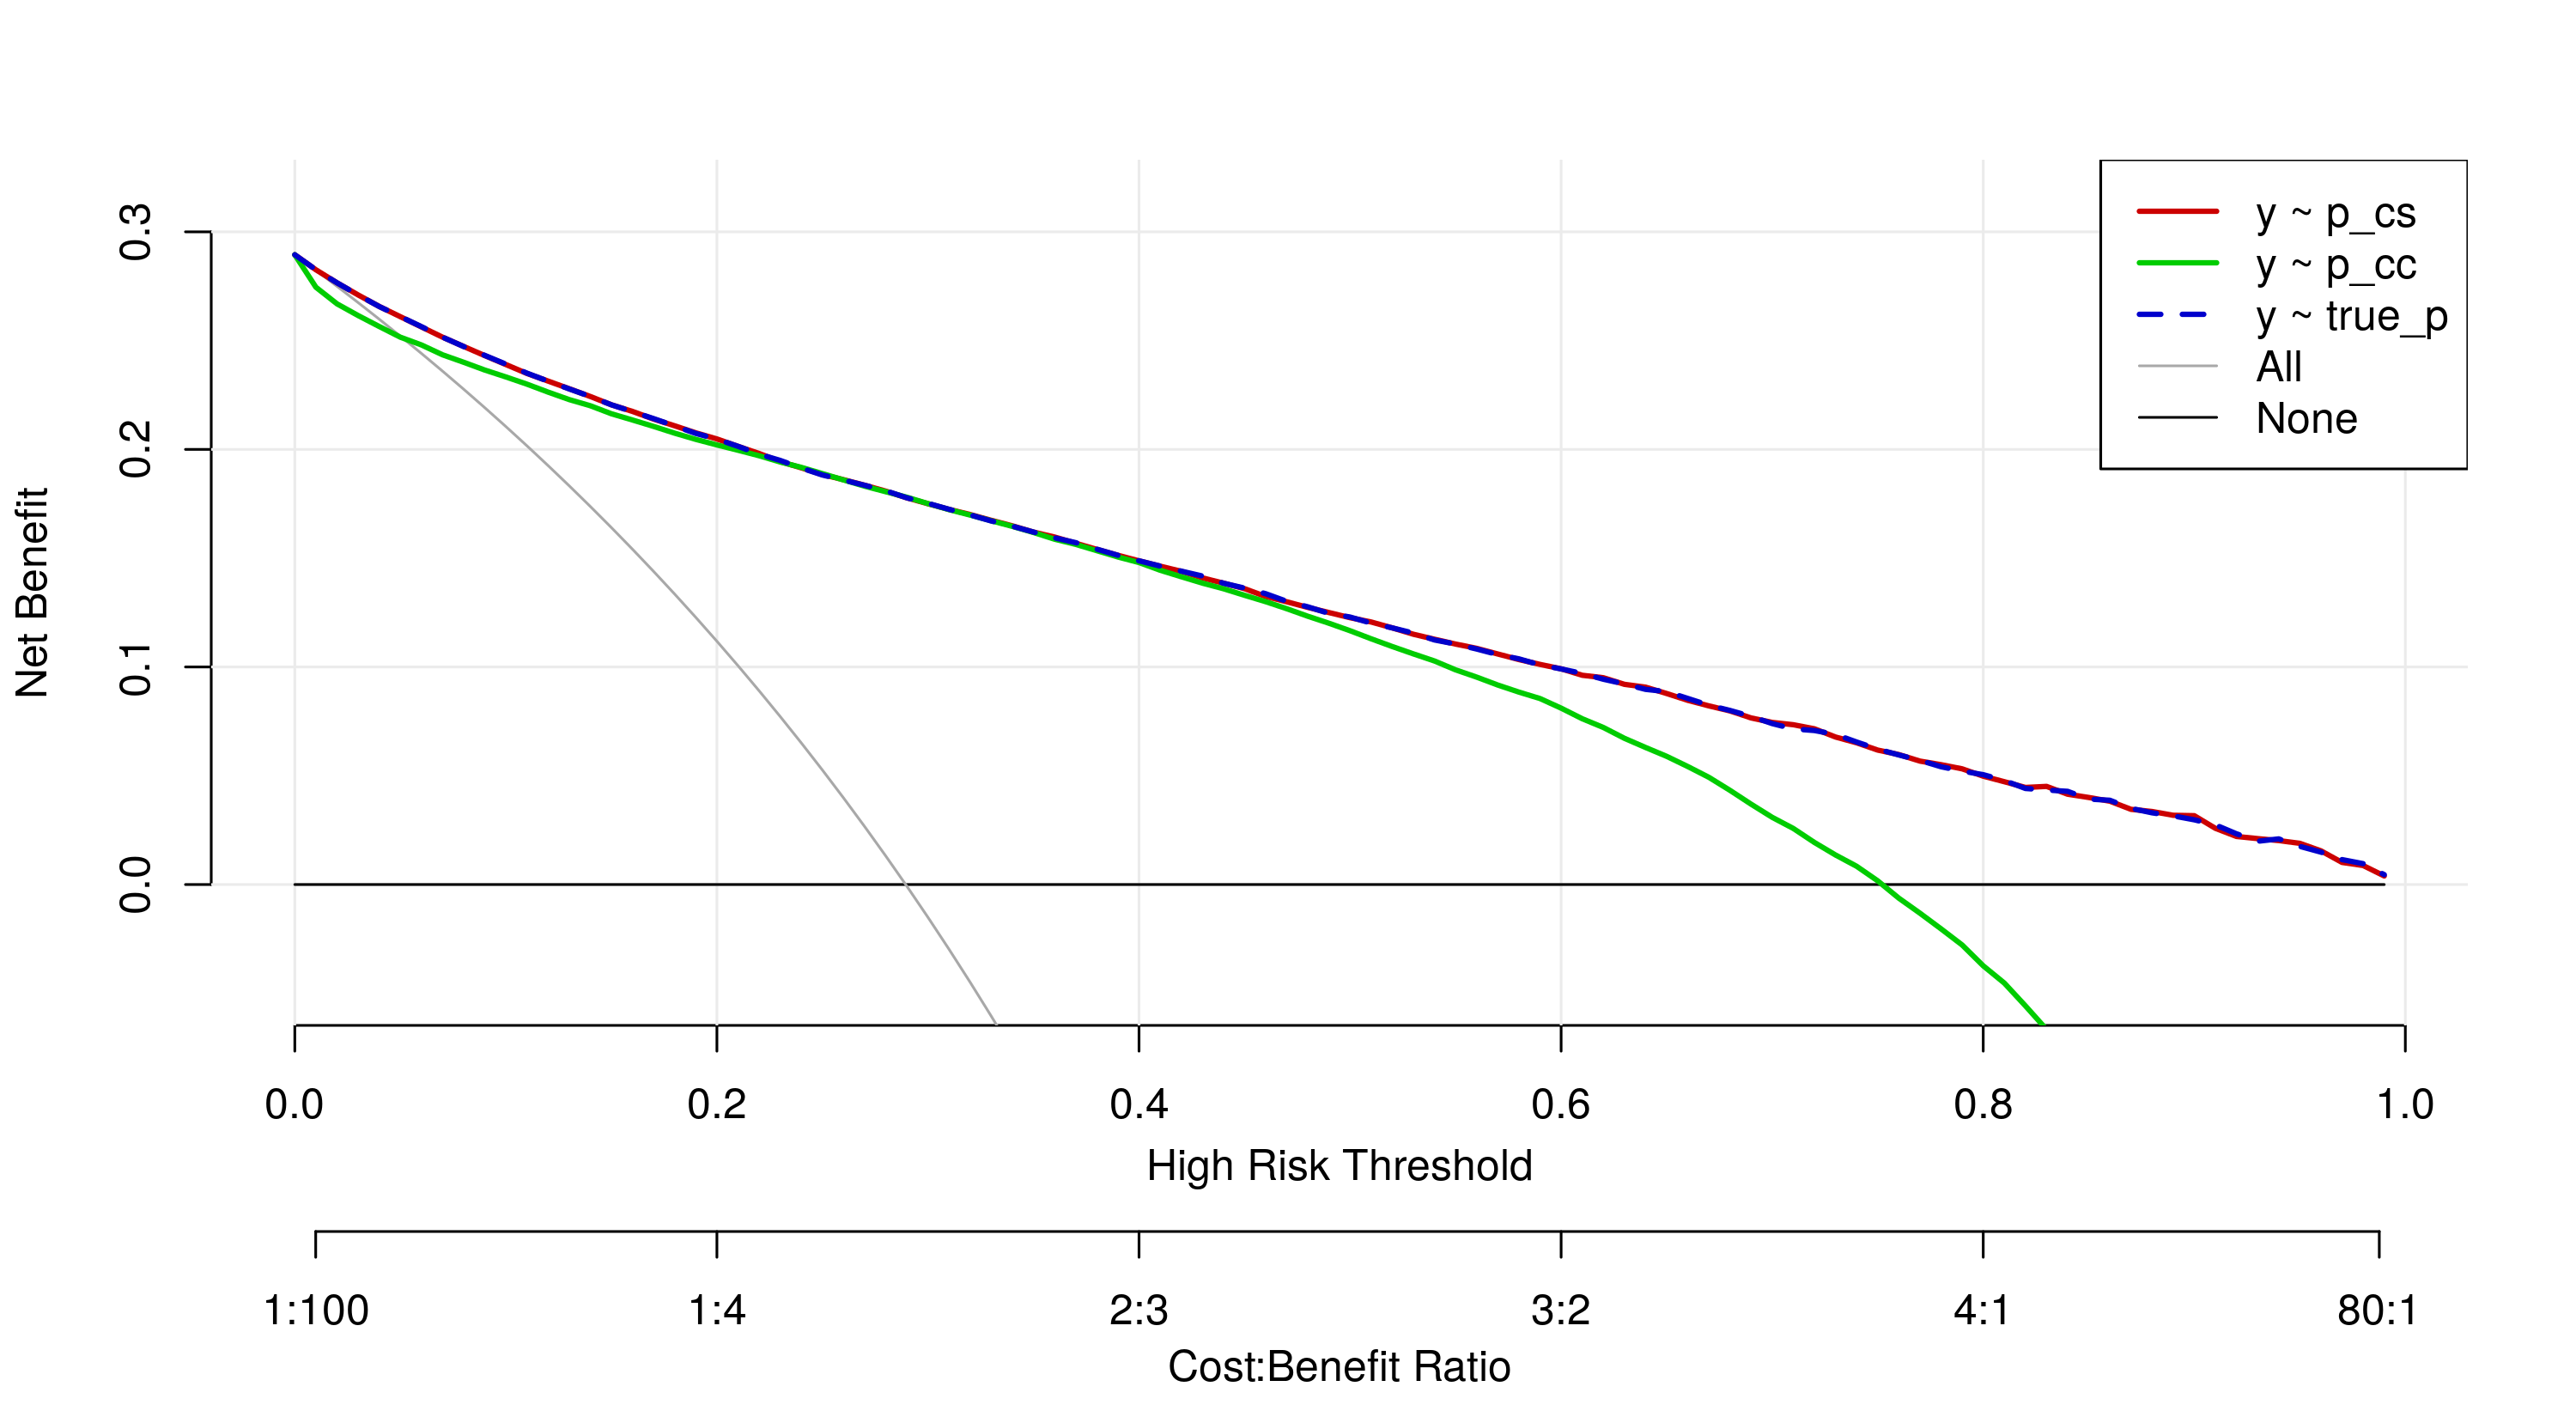 y ~ p_cs
y ~ p_cc
y ~ true_p
All
None
Net Benefit
0.3
0.2
0.1
0.0
0.0 0.2 0.4 0.6 0.8 1.0
High Risk Threshold
1:100 1:4 2:3 3:2 4:1 80:1
Cost:Benefit Ratio